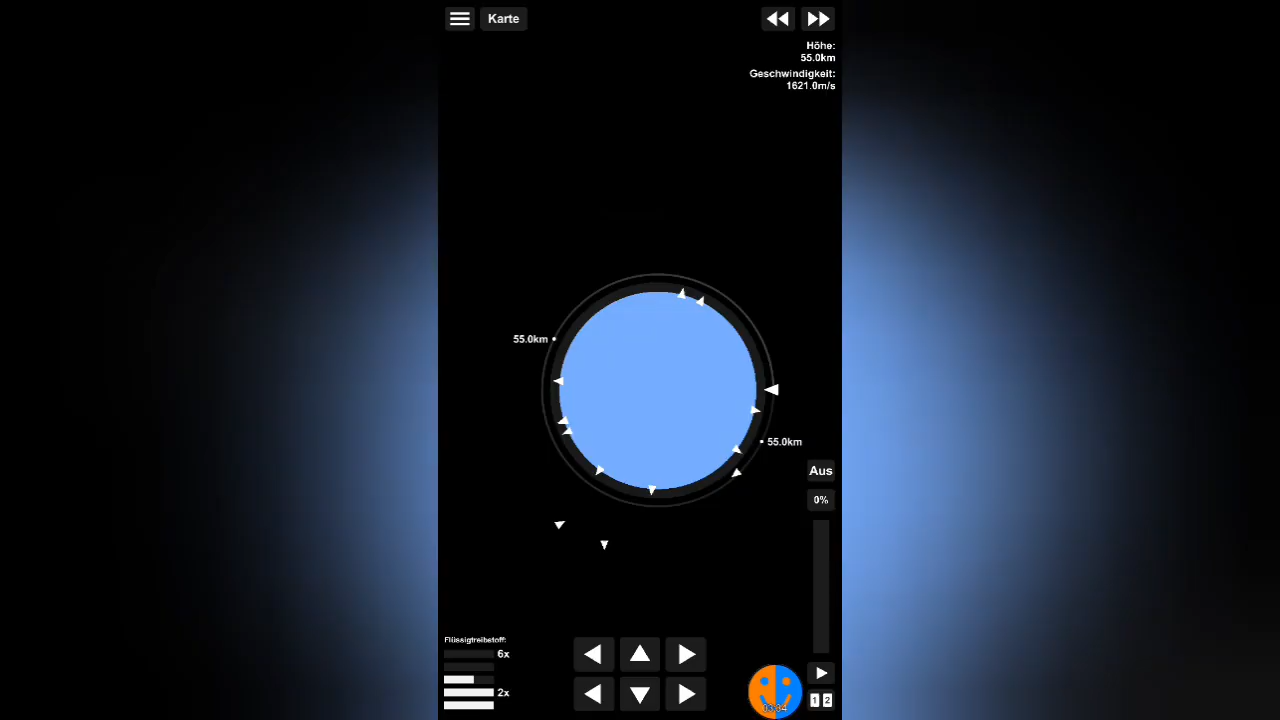 Karte
Höhe:
55.0km
Geschwindigkeit:
1621.0m/s
55.0km
55.0km
Aus
0%
Flüssigtreibstoff:
6x
2x
1 2